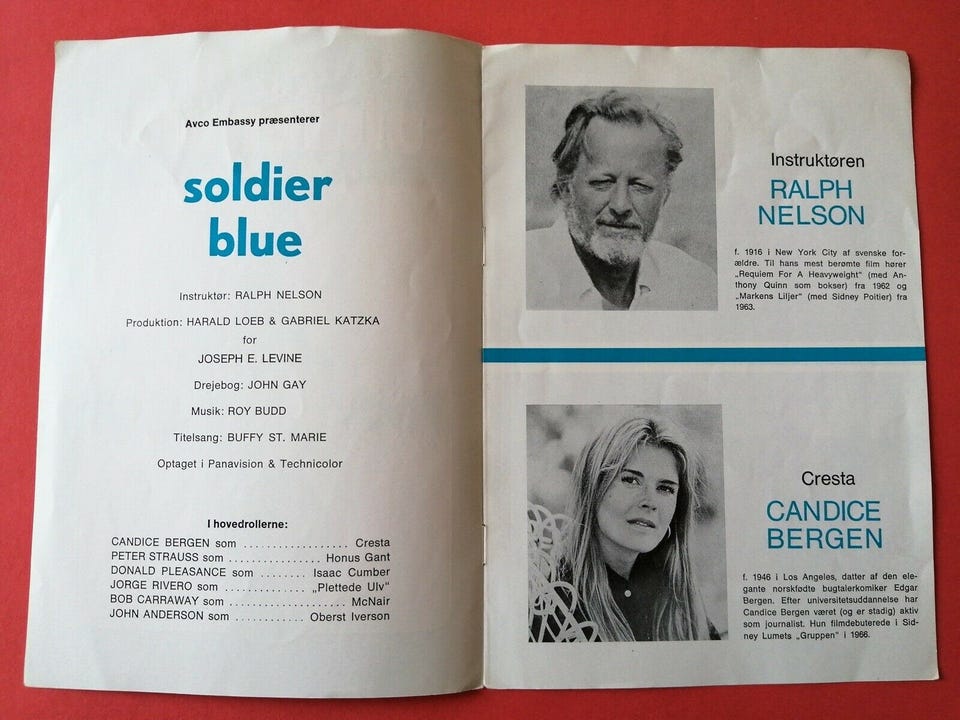 Avco Embassy præsenterer
soldier
blue
Instruktør: RALPH NELSON
Produktion: HARALD LOEB & GABRIEL KATZKA
for
JOSEPH E. LEVINE
Drejebog: JOHN GAY
Musik: ROY BUDD
Titelsang: BUFFY ST. MARIE
Optaget i Panavision & Technicolor
I hovedrollerne:
CANDICE BERGEN som .................. Cresta
PETER STRAUSS som ................ Honus Gant
DONALD PLEASANCE som ........ Isaac Cumber
JORGE RIVERO som ............... „Plettede Ulv"
BOB CARRAWAY som ...................... McNair
JOHN ANDERSON som ............. Oberst Iverson
Instruktøren
RALPH
NELSON
f. 1916 i New York City af svenske for-
ældre. Til hans mest berømte film hører
„Requiem For A Heavyweight" (med An-
thony Quinn som bokser) fra 1962 og
„Markens Liljer" (med Sidney Poitier) fra
1963.
Cresta
CANDICE
BERGEN
f. 1946 i Los Angeles, datter af den ele-
gante norskfødte bugtalerkomiker Edgar
Bergen. Efter universitetsuddannelse har
Candice Bergen været (og er stadig) aktiv
som journalist. Hun filmdebuterede i Sid-
ney Lumets „Gruppen" i 1966.